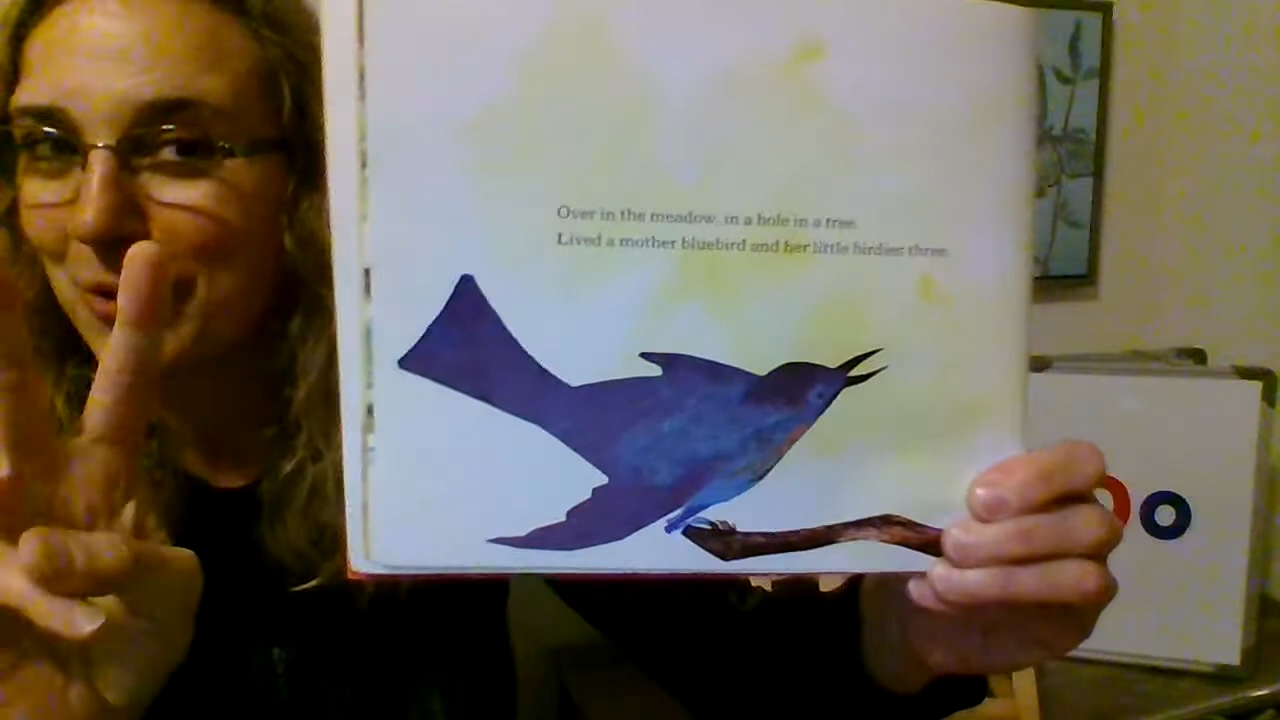 Over in the meadow, in a hole in a tree
Lived a mother bluebird and her little birdies three.
o